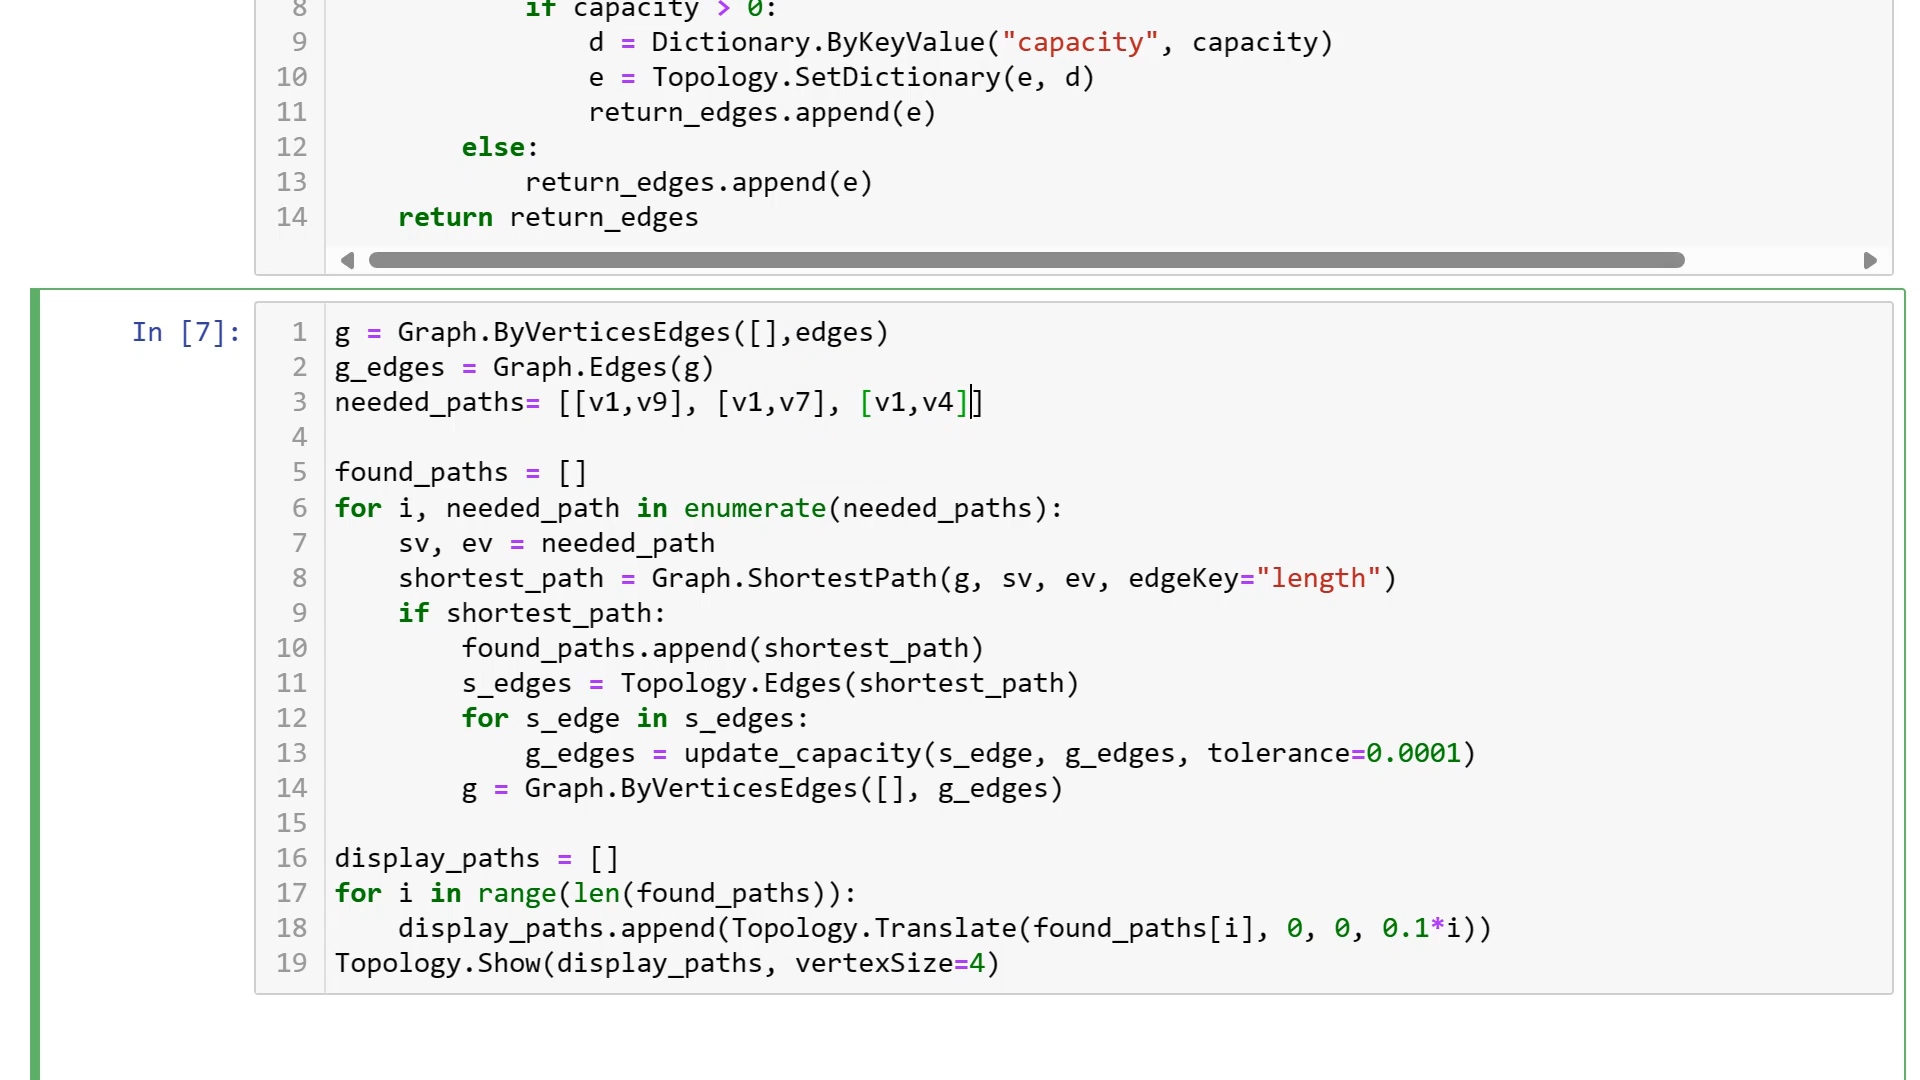 8 if capacity > 0:
9 d = Dictionary.ByKeyValue("capacity", capacity)
10 e = Topology.SetDictionary(e, d)
11 return_edges.append(e)
12 else:
13 return_edges.append(e)
14 return return_edges
In [7]:
1 g = Graph.ByVerticesEdges([],edges)
2 g_edges = Graph.Edges(g)
3 needed_paths= [[v1,v9], [v1,v7], [v1,v4]]
4
5 found_paths = []
6 for i, needed_path in enumerate(needed_paths):
7 sv, ev = needed_path
8 shortest_path = Graph.ShortestPath(g, sv, ev, edgeKey="length")
9 if shortest_path:
10 found_paths.append(shortest_path)
11 s_edges = Topology.Edges(shortest_path)
12 for s_edge in s_edges:
13 g_edges = update_capacity(s_edge, g_edges, tolerance=0.0001)
14 g = Graph.ByVerticesEdges([], g_edges)
15
16 display_paths = []
17 for i in range(len(found_paths)):
18 display_paths.append(Topology.Translate(found_paths[i], 0, 0, 0.1*i))
19 Topology.Show(display_paths, vertexSize=4)